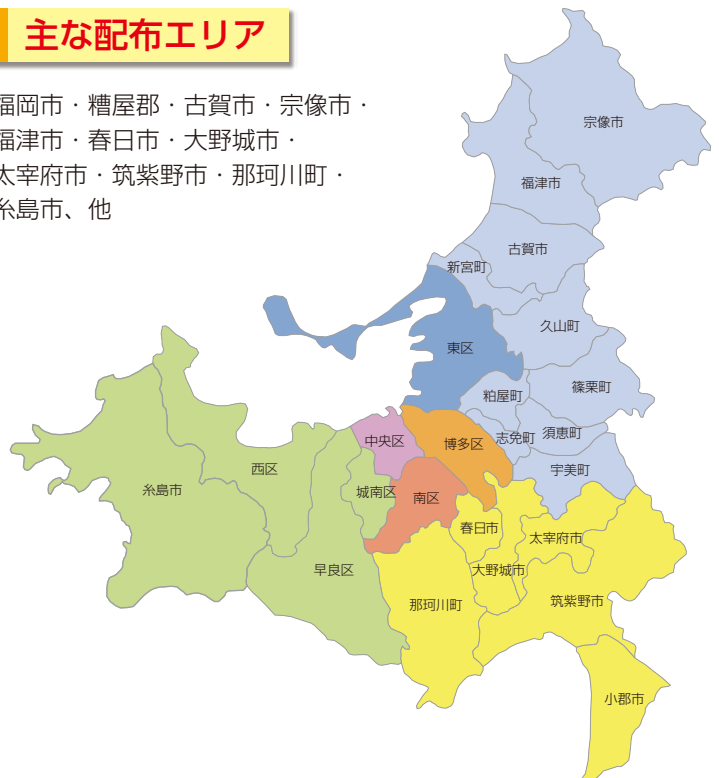 主な配布エリア
福岡市・糟屋郡・古賀市・宗像市・
福津市・春日市・大野城市・
太宰府市・筑紫野市・那珂川町・
糸島市、他
宗像市
福津市
古賀市
新宮町
久山町
東区
篠栗町
粕屋町
須恵町
志免町
中央区
博多区
宇美町
西区
糸島市
城南区
南区
春日市
太宰府市
早良区
大野城市
那珂川町
筑紫野市
小郡市